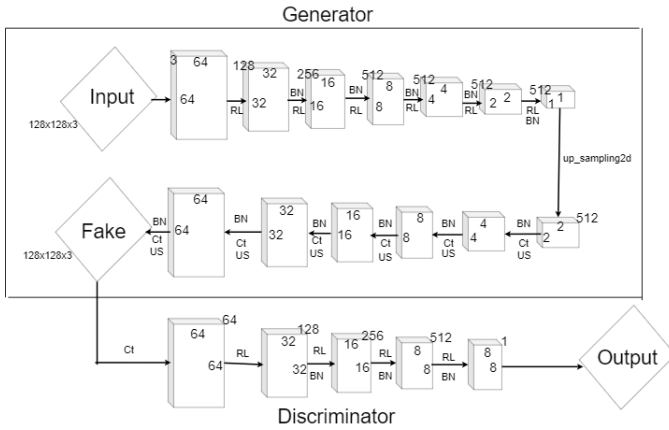 Generator
3 64 128 32 256 16 512 8 512 4 512 2 512 1
Input 64 32 16 8 4 2 1
BN BN BN BN
RL RL RL RL RL RL
BN
128x128x3
up_sampling2d
64 32 16 8 4 2 512
Fake 64 32 16 8 4 2
BN BN BN BN BN BN
Ct Ct Ct Ct Ct Ct
US US US US US US
128x128x3
64 64 32 128 16 256 8 512 8 1
Ct 64 RL 32 RL 16 RL 8 RL 8 Output
BN BN BN
Discriminator